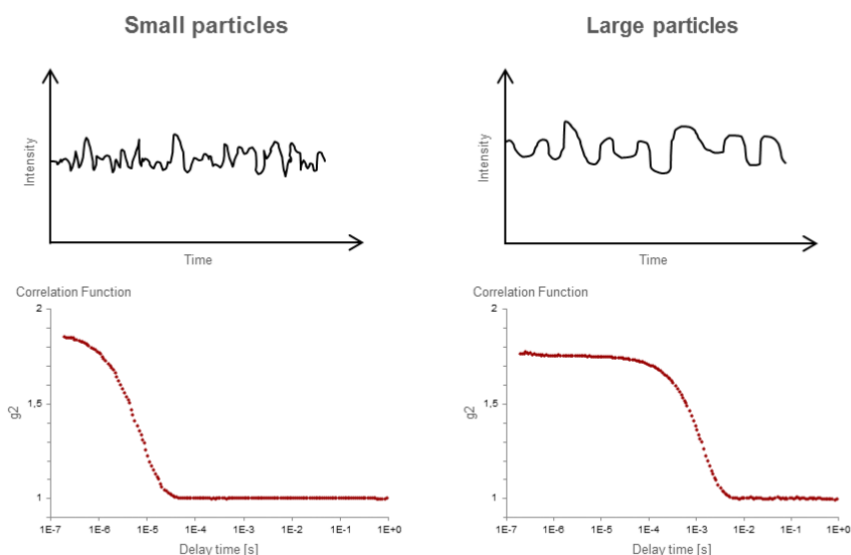 Small particles
Large particles
Intensity
Time
Intensity
Time
Correlation Function
2
1,5
1
g2
1E-7
1E-6
1E-5
1E-4
1E-3
1E-2
1E-1
1E+0
Delay time [s]
Correlation Function
2
1,5
1
g2
1E-7
1E-6
1E-5
1E-4
1E-3
1E-2
1E-1
1E+0
Delay time [s]